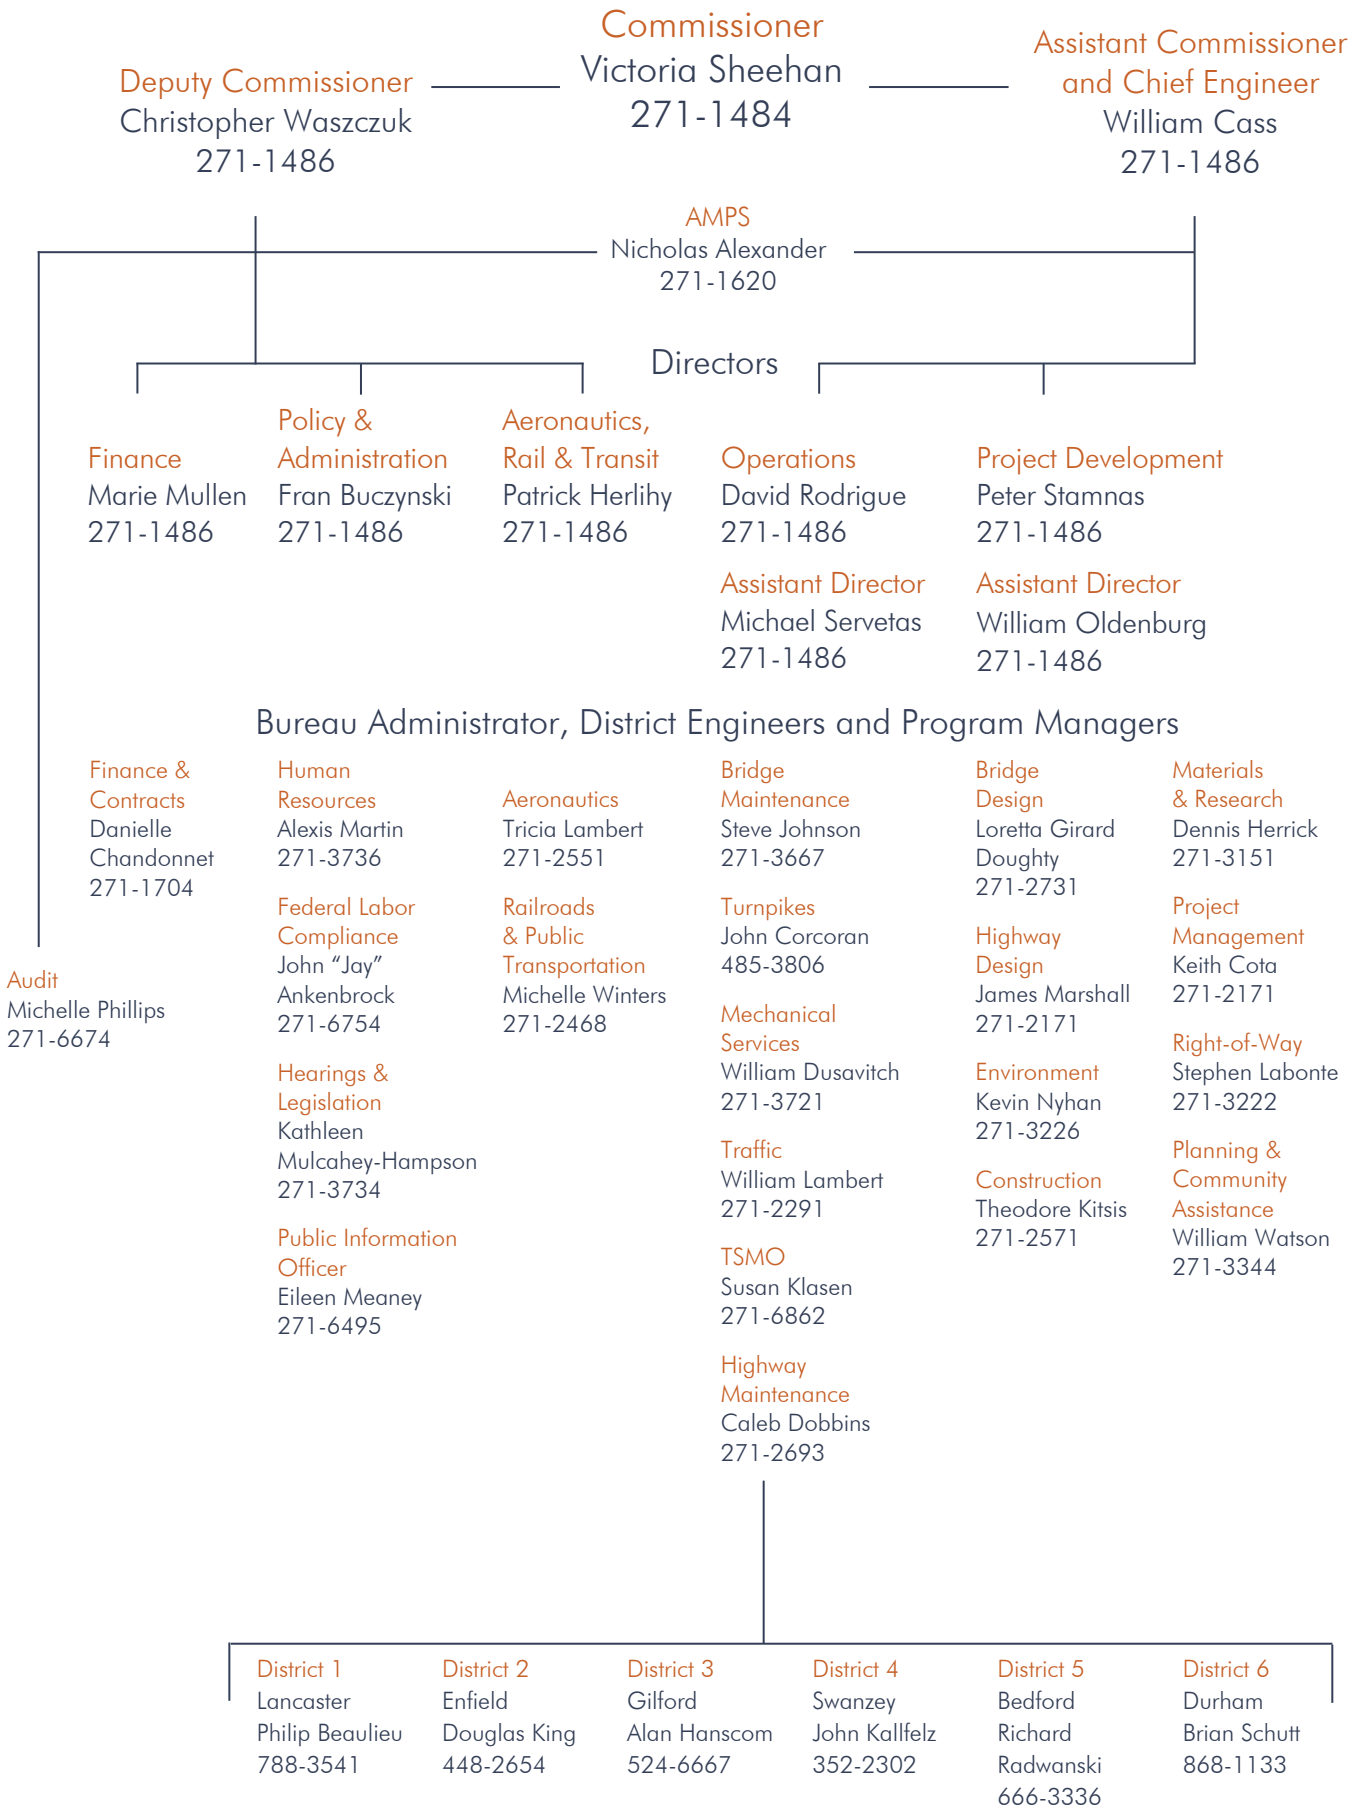 Commissioner
Victoria Sheehan
271-1484
Deputy Commissioner
Christopher Waszczuk
271-1486
Assistant Commissioner
and Chief Engineer
William Cass
271-1486
AMPS
Nicholas Alexander
271-1620
Directors
Finance
Marie Mullen
271-1486
Policy &
Administration
Fran Buczynski
271-1486
Aeronautics,
Rail & Transit
Patrick Herlihy
271-1486
Operations
David Rodrigue
271-1486
Assistant Director
Michael Servetas
271-1486
Project Development
Peter Stamnas
271-1486
Assistant Director
William Oldenburg
271-1486
Bureau Administrator, District Engineers and Program Managers
Audit
Michelle Phillips
271-6674
Finance &
Contracts
Danielle
Chandonnet
271-1704
Human
Resources
Alexis Martin
271-3736
Federal Labor
Compliance
John “Jay”
Ankenbrock
271-6754
Hearings &
Legislation
Kathleen
Mulcahey-Hampson
271-3734
Public Information
Officer
Eileen Meaney
271-6495
Aeronautics
Tricia Lambert
271-2551
Railroads
& Public
Transportation
Michelle Winters
271-2468
Bridge
Maintenance
Steve Johnson
271-3667
Turnpikes
John Corcoran
485-3806
Mechanical
Services
William Dusavitch
271-3721
Traffic
William Lambert
271-2291
TSMO
Susan Klasen
271-6862
Highway
Maintenance
Caleb Dobbins
271-2693
Bridge
Design
Loretta Girard
Doughty
271-2731
Highway
Design
James Marshall
271-2171
Environment
Kevin Nyhan
271-3226
Construction
Theodore Kitsis
271-2571
Materials
& Research
Dennis Herrick
271-3151
Project
Management
Keith Cota
271-2171
Right-of-Way
Stephen Labonte
271-3222
Planning &
Community
Assistance
William Watson
271-3344
District 1
Lancaster
Philip Beaulieu
788-3541
District 2
Enfield
Douglas King
448-2654
District 3
Gilford
Alan Hanscom
524-6667
District 4
Swanzey
John Kallfelz
352-2302
District 5
Bedford
Richard
Radwanski
666-3336
District 6
Durham
Brian Schutt
868-1133